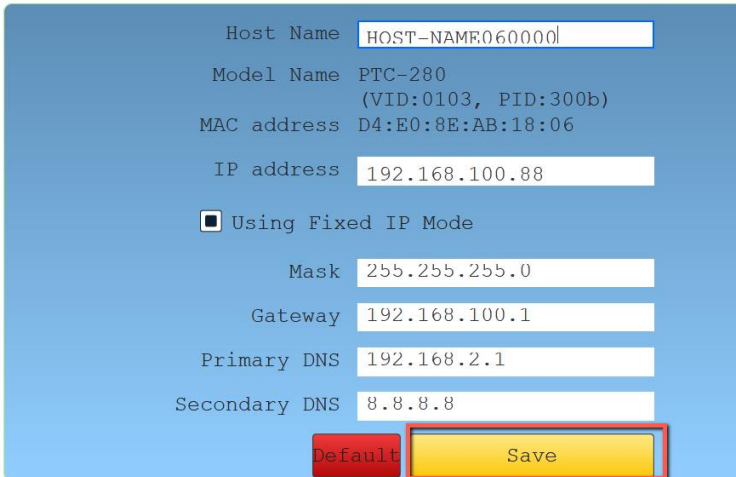 Host Name HOST-NAME060000
Model Name PTC-280
(VID:0103, PID:300b)
MAC address D4:E0:8E:AB:18:06
IP address 192.168.100.88
Using Fixed IP Mode
Mask 255.255.255.0
Gateway 192.168.100.1
Primary DNS 192.168.2.1
Secondary DNS 8.8.8.8
Default Save